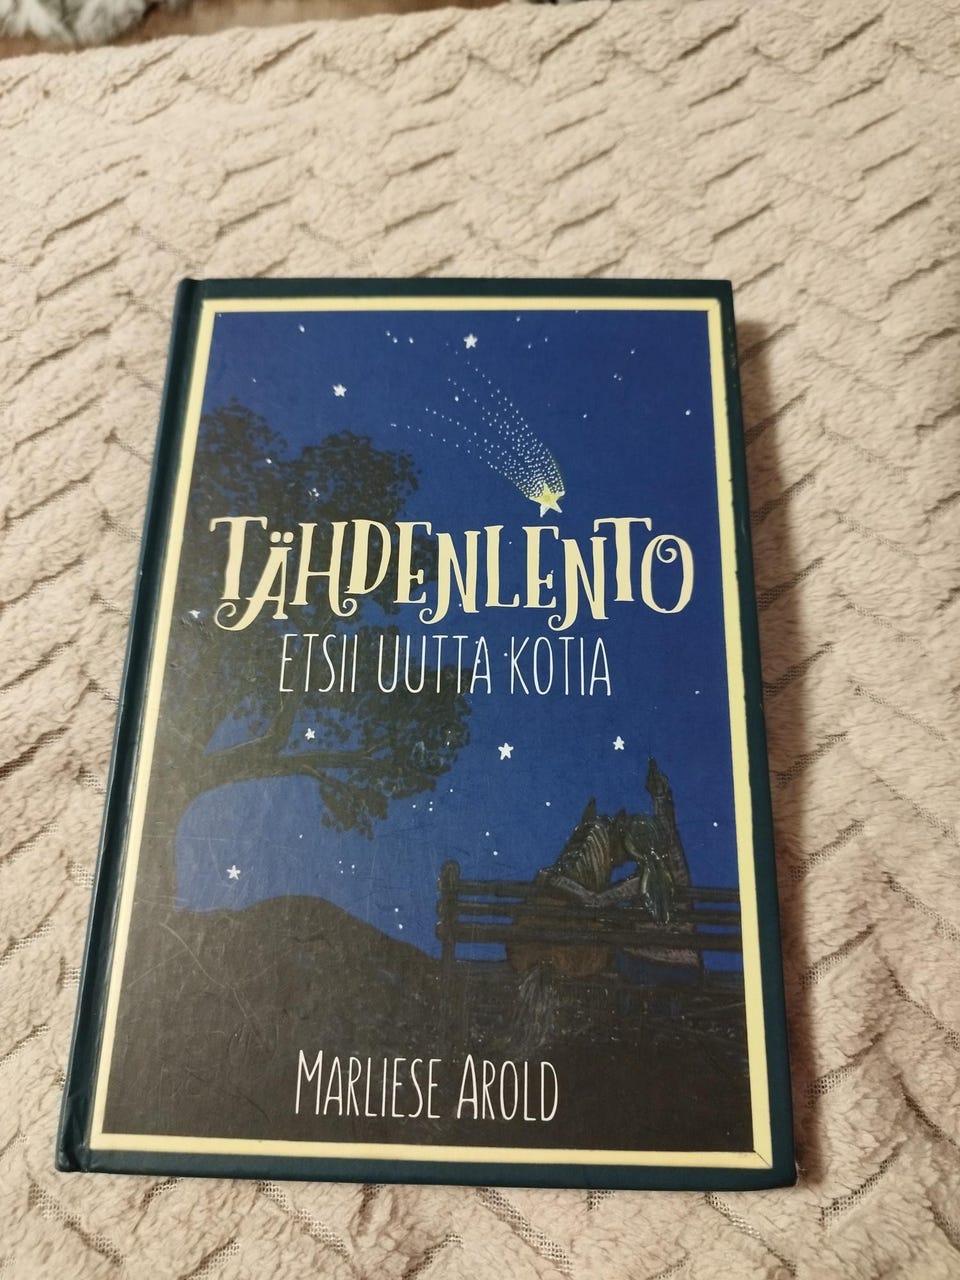 TÄHDENLENTO
ETSII UUTTA KOTIA
MARLIESE AROLD